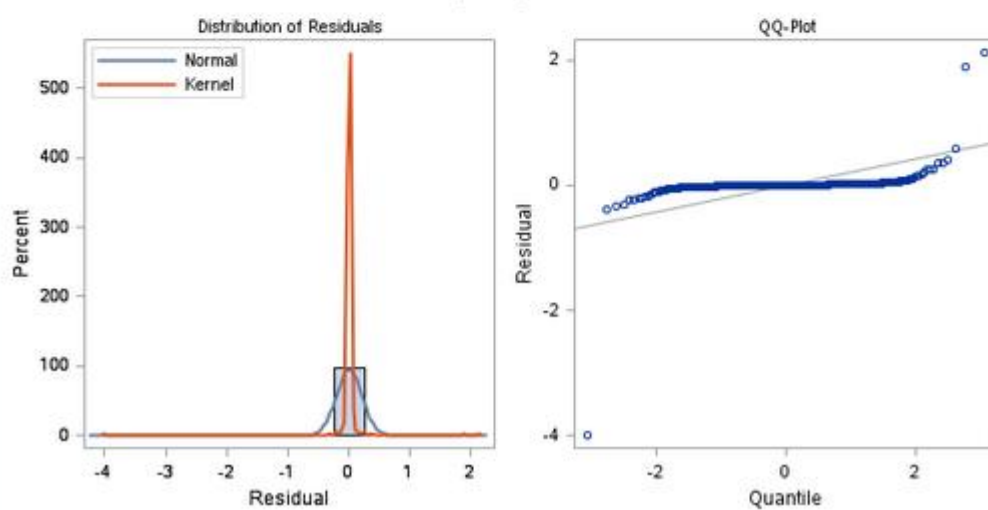 Distribution of Residuals
Normal
Kernel
500
400
300
200
100
0
Percent
-4
-3
-2
-1
0
1
2
Residual
QQ-Plot
2
0
-2
-4
Residual
-2
0
2
Quantile